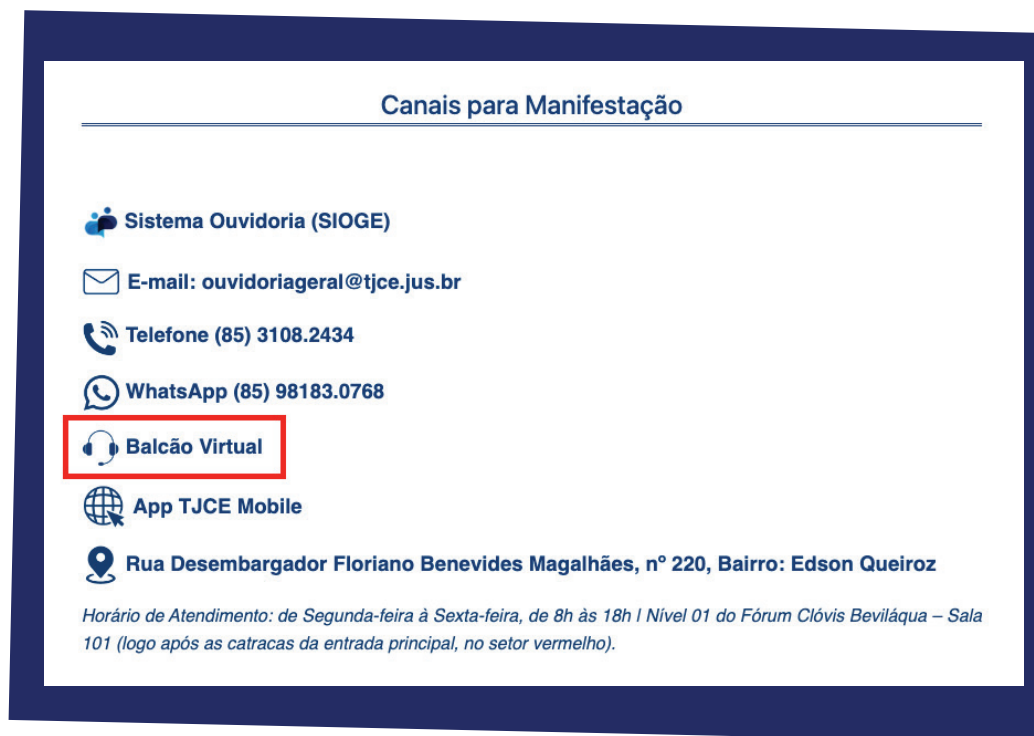 Canais para Manifestação
Sistema Ouvidoria (SIOGE)
E-mail: ouvidoriageral@tjce.jus.br
Telefone (85) 3108.2434
WhatsApp (85) 98183.0768
Balcão Virtual
App TJCE Mobile
Rua Desembargador Floriano Benevides Magalhães, nº 220, Bairro: Edson Queiroz
Horário de Atendimento: de Segunda-feira à Sexta-feira, de 8h às 18h l Nível 01 do Fórum Clóvis Beviláqua – Sala
101 (logo após as catracas da entrada principal, no setor vermelho).